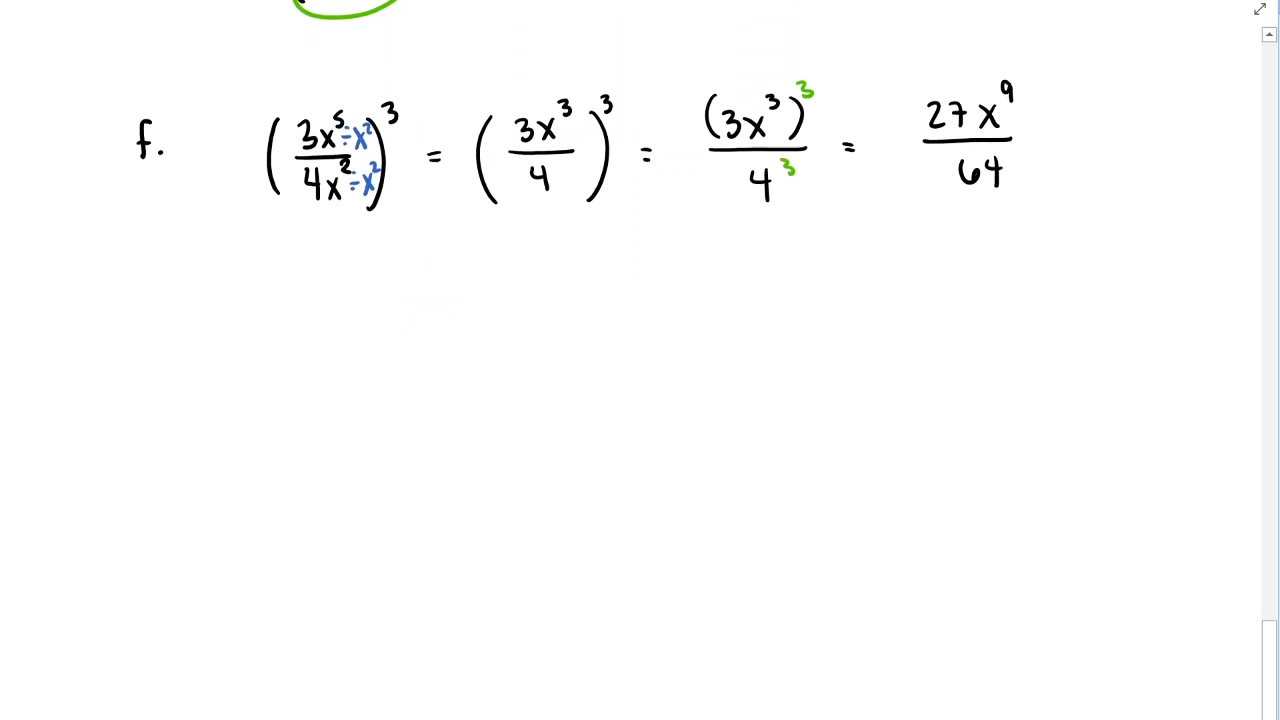 f. (3x⁵÷x² / 4x²÷x²)³ = (3x³ / 4)³ = (3x³)³ / 4³ = 27x⁹ / 64